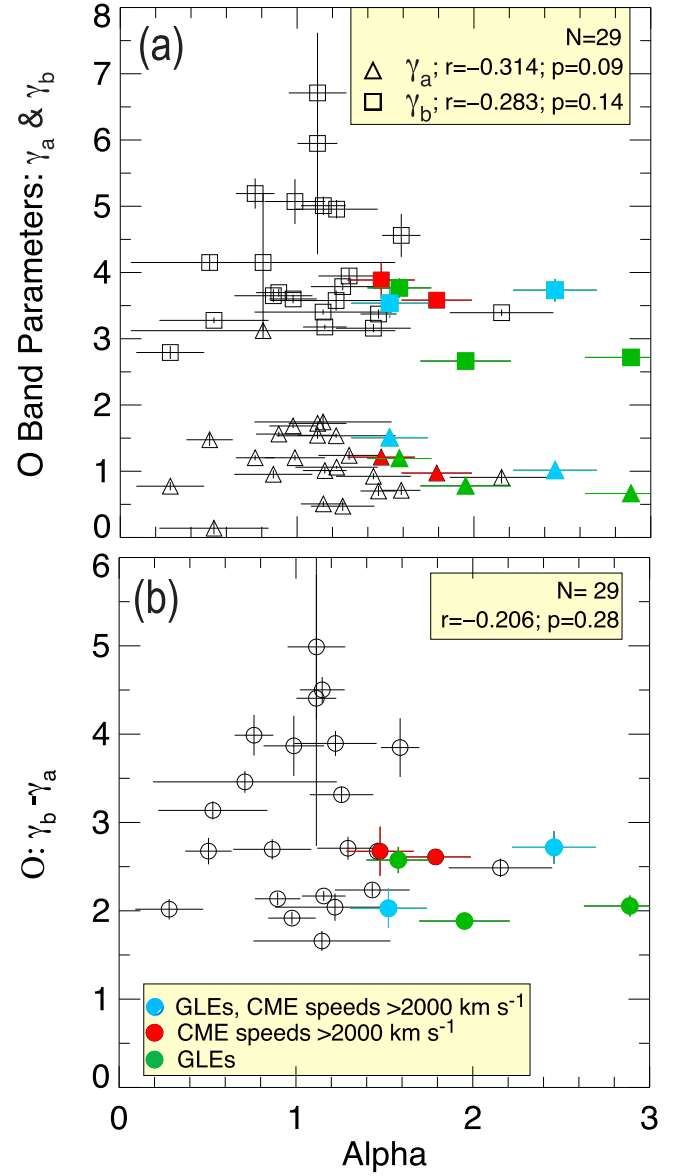 8
(a)
N=29
7
△ γa; r=−0.314; p=0.09
□ γb; r=−0.283; p=0.14
6
5
4
3
2
1
0
O Band Parameters: γa & γb
6
(b)
N= 29
r=−0.206; p=0.28
5
4
3
2
1
0
O: γb -γa
GLEs, CME speeds >2000 km s-1
CME speeds >2000 km s-1
GLEs
0 1 2 3
Alpha